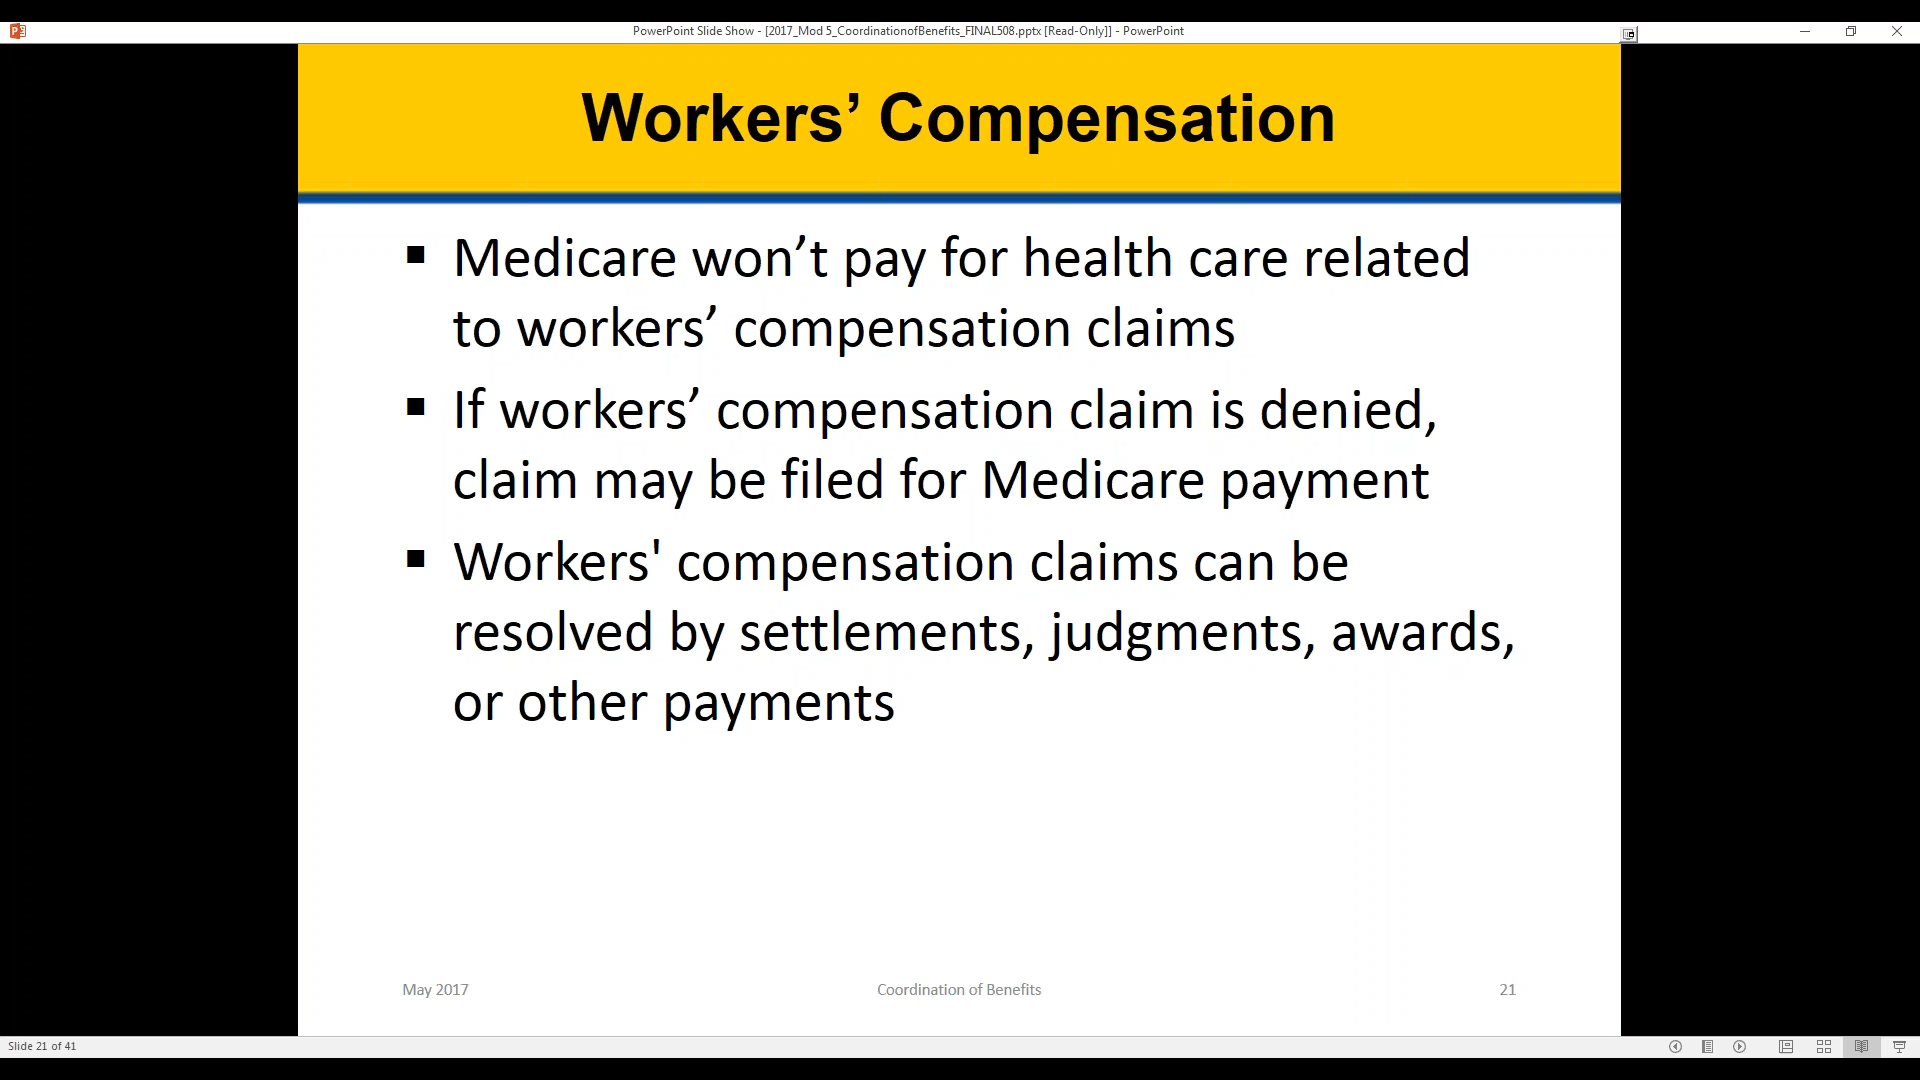 PowerPoint Slide Show - [2017_Mod 5_CoordinationofBenefits_FINAL508.pptx [Read-Only]] - PowerPoint
Workers’ Compensation
▪ Medicare won’t pay for health care related
to workers’ compensation claims
▪ If workers’ compensation claim is denied,
claim may be filed for Medicare payment
▪ Workers' compensation claims can be
resolved by settlements, judgments, awards,
or other payments
May 2017 Coordination of Benefits 21
Slide 21 of 41